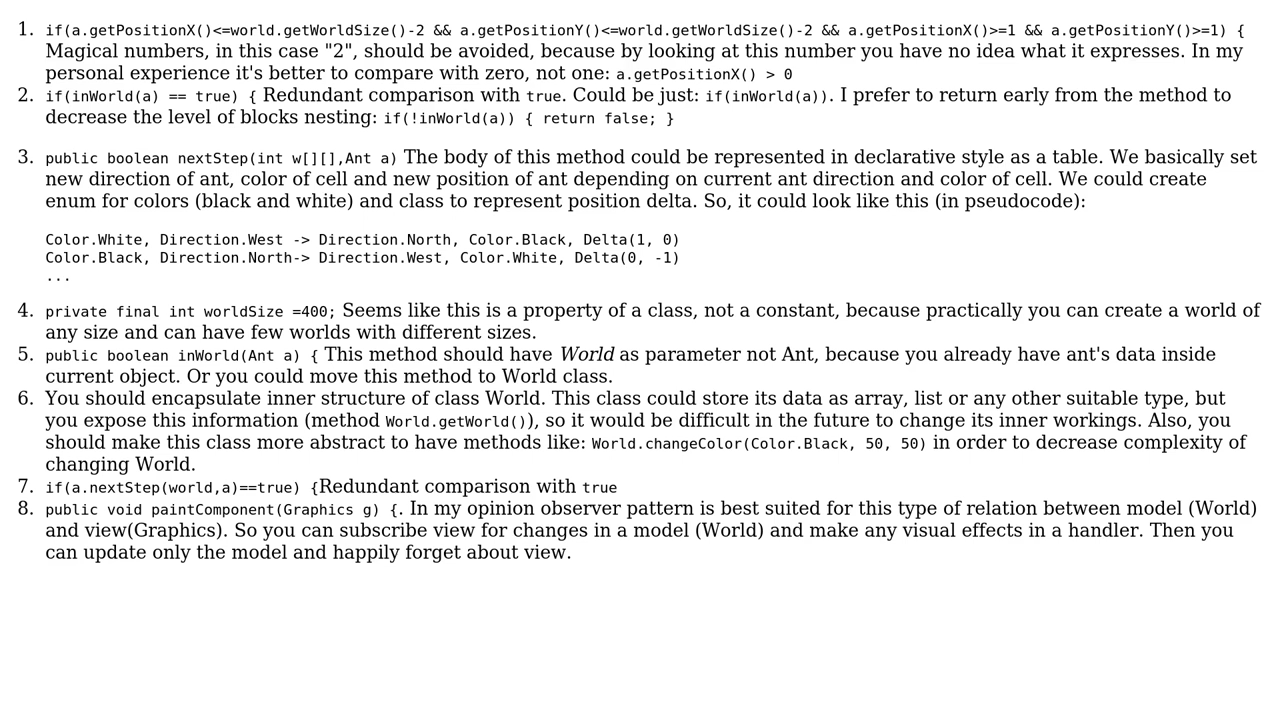 1. if(a.getPositionX()<=world.getWorldSize()-2 && a.getPositionY()<=world.getWorldSize()-2 && a.getPositionX()>=1 && a.getPositionY()>=1) {
Magical numbers, in this case "2", should be avoided, because by looking at this number you have no idea what it expresses. In my
personal experience it's better to compare with zero, not one: a.getPositionX() > 0
2. if(inWorld(a) == true) { Redundant comparison with true. Could be just: if(inWorld(a)). I prefer to return early from the method to
decrease the level of blocks nesting: if(!inWorld(a)) { return false; }
3. public boolean nextStep(int w[][],Ant a) The body of this method could be represented in declarative style as a table. We basically set
new direction of ant, color of cell and new position of ant depending on current ant direction and color of cell. We could create
enum for colors (black and white) and class to represent position delta. So, it could look like this (in pseudocode):
Color.White, Direction.West -> Direction.North, Color.Black, Delta(1, 0)
Color.Black, Direction.North-> Direction.West, Color.White, Delta(0, -1)
...
4. private final int worldSize =400; Seems like this is a property of a class, not a constant, because practically you can create a world of
any size and can have few worlds with different sizes.
5. public boolean inWorld(Ant a) { This method should have World as parameter not Ant, because you already have ant's data inside
current object. Or you could move this method to World class.
6. You should encapsulate inner structure of class World. This class could store its data as array, list or any other suitable type, but
you expose this information (method World.getWorld()), so it would be difficult in the future to change its inner workings. Also, you
should make this class more abstract to have methods like: World.changeColor(Color.Black, 50, 50) in order to decrease complexity of
changing World.
7. if(a.nextStep(world,a)==true) {Redundant comparison with true
8. public void paintComponent(Graphics g) {. In my opinion observer pattern is best suited for this type of relation between model (World)
and view(Graphics). So you can subscribe view for changes in a model (World) and make any visual effects in a handler. Then you
can update only the model and happily forget about view.